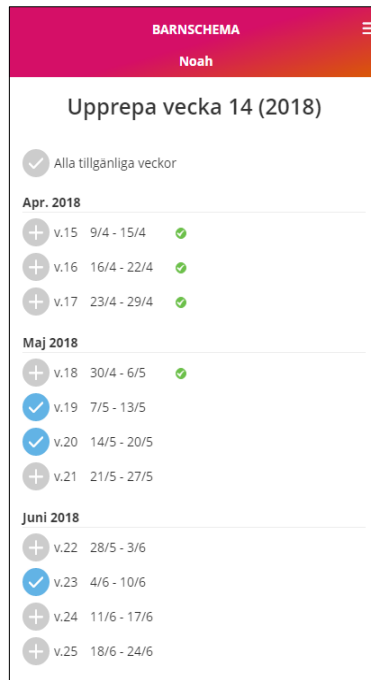 BARNSCHEMA
Noah
Upprepa vecka 14 (2018)
Alla tillgänliga veckor
Apr. 2018
v.15 9/4 - 15/4
v.16 16/4 - 22/4
v.17 23/4 - 29/4
Maj 2018
v.18 30/4 - 6/5
v.19 7/5 - 13/5
v.20 14/5 - 20/5
v.21 21/5 - 27/5
Juni 2018
v.22 28/5 - 3/6
v.23 4/6 - 10/6
v.24 11/6 - 17/6
v.25 18/6 - 24/6